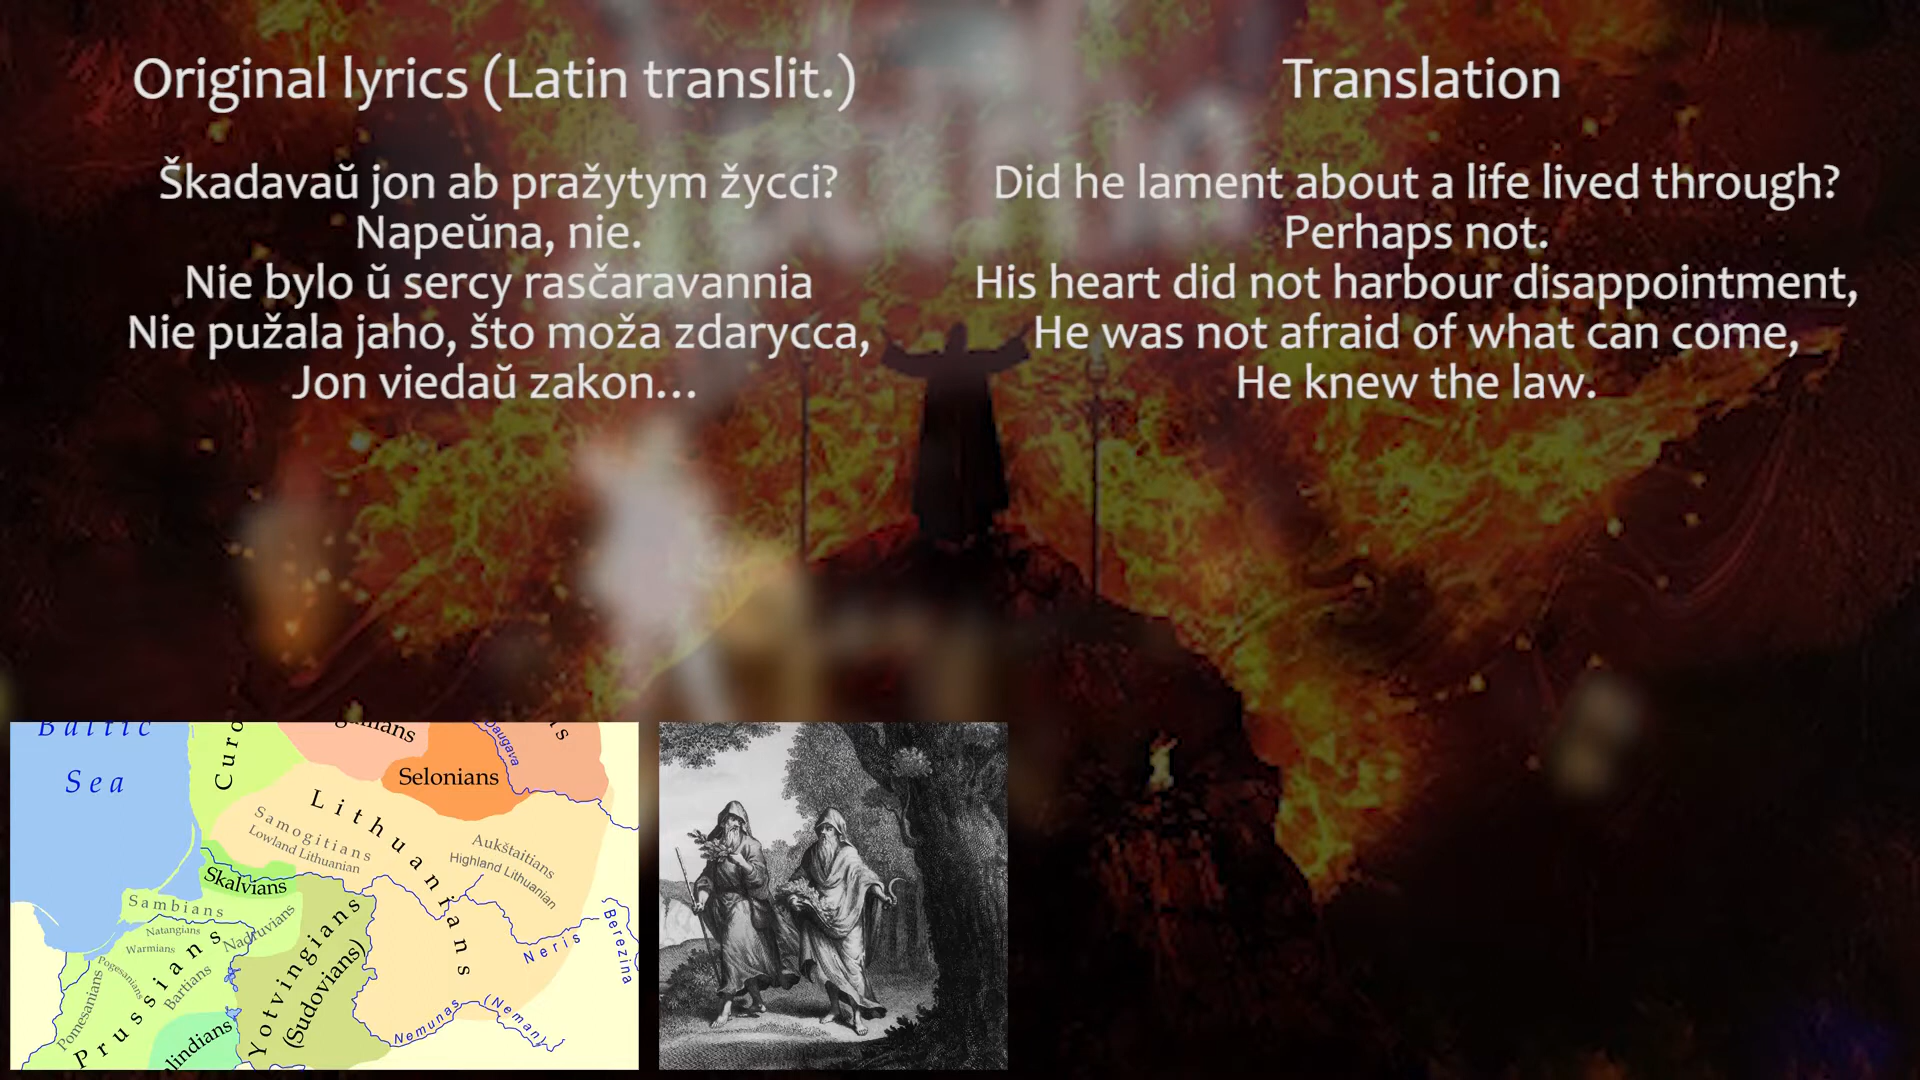 Original lyrics (Latin translit.)
Škadavaŭ jon ab pražytym žycci?
Napeŭna, nie.
Nie bylo ŭ sercy rasčaravannia
Nie pužala jaho, što moža zdarycca,
Jon viedaŭ zakon…
Translation
Did he lament about a life lived through?
Perhaps not.
His heart did not harbour disappointment,
He was not afraid of what can come,
He knew the law.
Baltic
Sea
Daugava
Selonians
Lithuanians
Samogitians
Lowland Lithuanian
Aukštaitians
Highland Lithuanian
Skalvians
Sambians
Natangians
Nadruvians
Warmians
Pogesanians
Bartians
Pomesanians
Prussians
Yotvingians
(Sudovians)
Neris
Berezina
Nemunas (Neman)